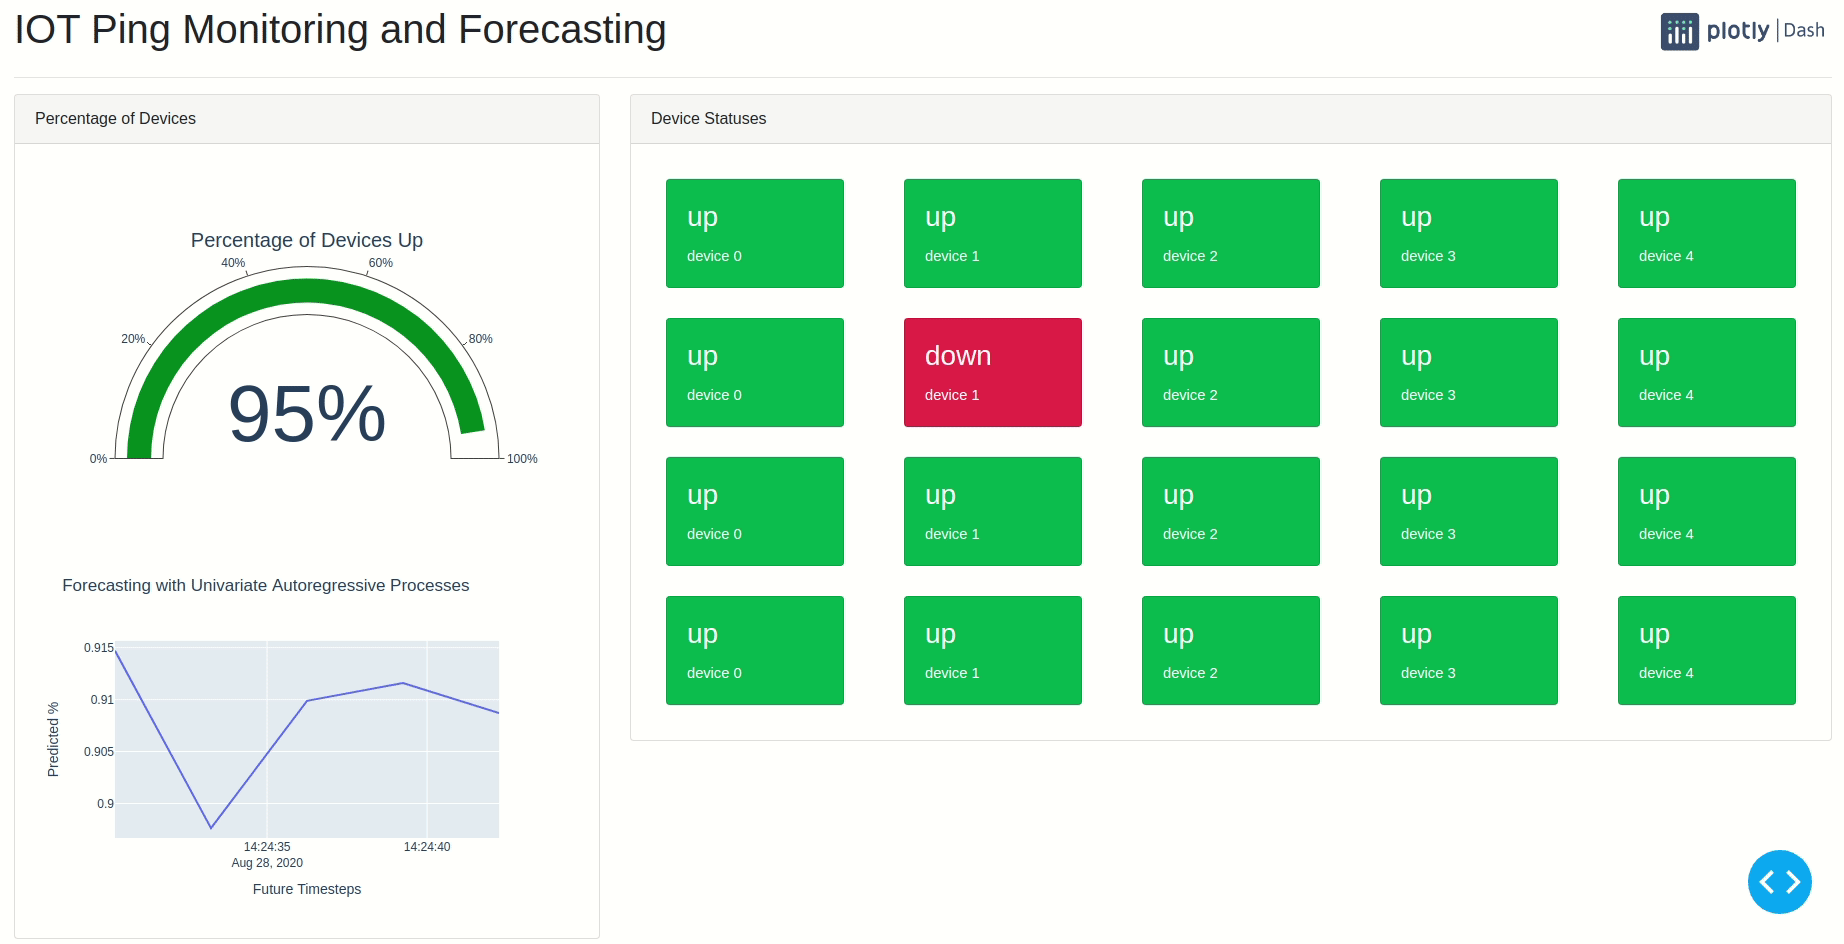 IOT Ping Monitoring and Forecasting
plotly | Dash
Percentage of Devices
Percentage of Devices Up
0%
20%
40%
60%
80%
100%
95%
Forecasting with Univariate Autoregressive Processes
Predicted %
0.915
0.91
0.905
0.9
14:24:35
Aug 28, 2020
14:24:40
Future Timesteps
Device Statuses
up
device 0
up
device 1
up
device 2
up
device 3
up
device 4
up
device 0
down
device 1
up
device 2
up
device 3
up
device 4
up
device 0
up
device 1
up
device 2
up
device 3
up
device 4
up
device 0
up
device 1
up
device 2
up
device 3
up
device 4